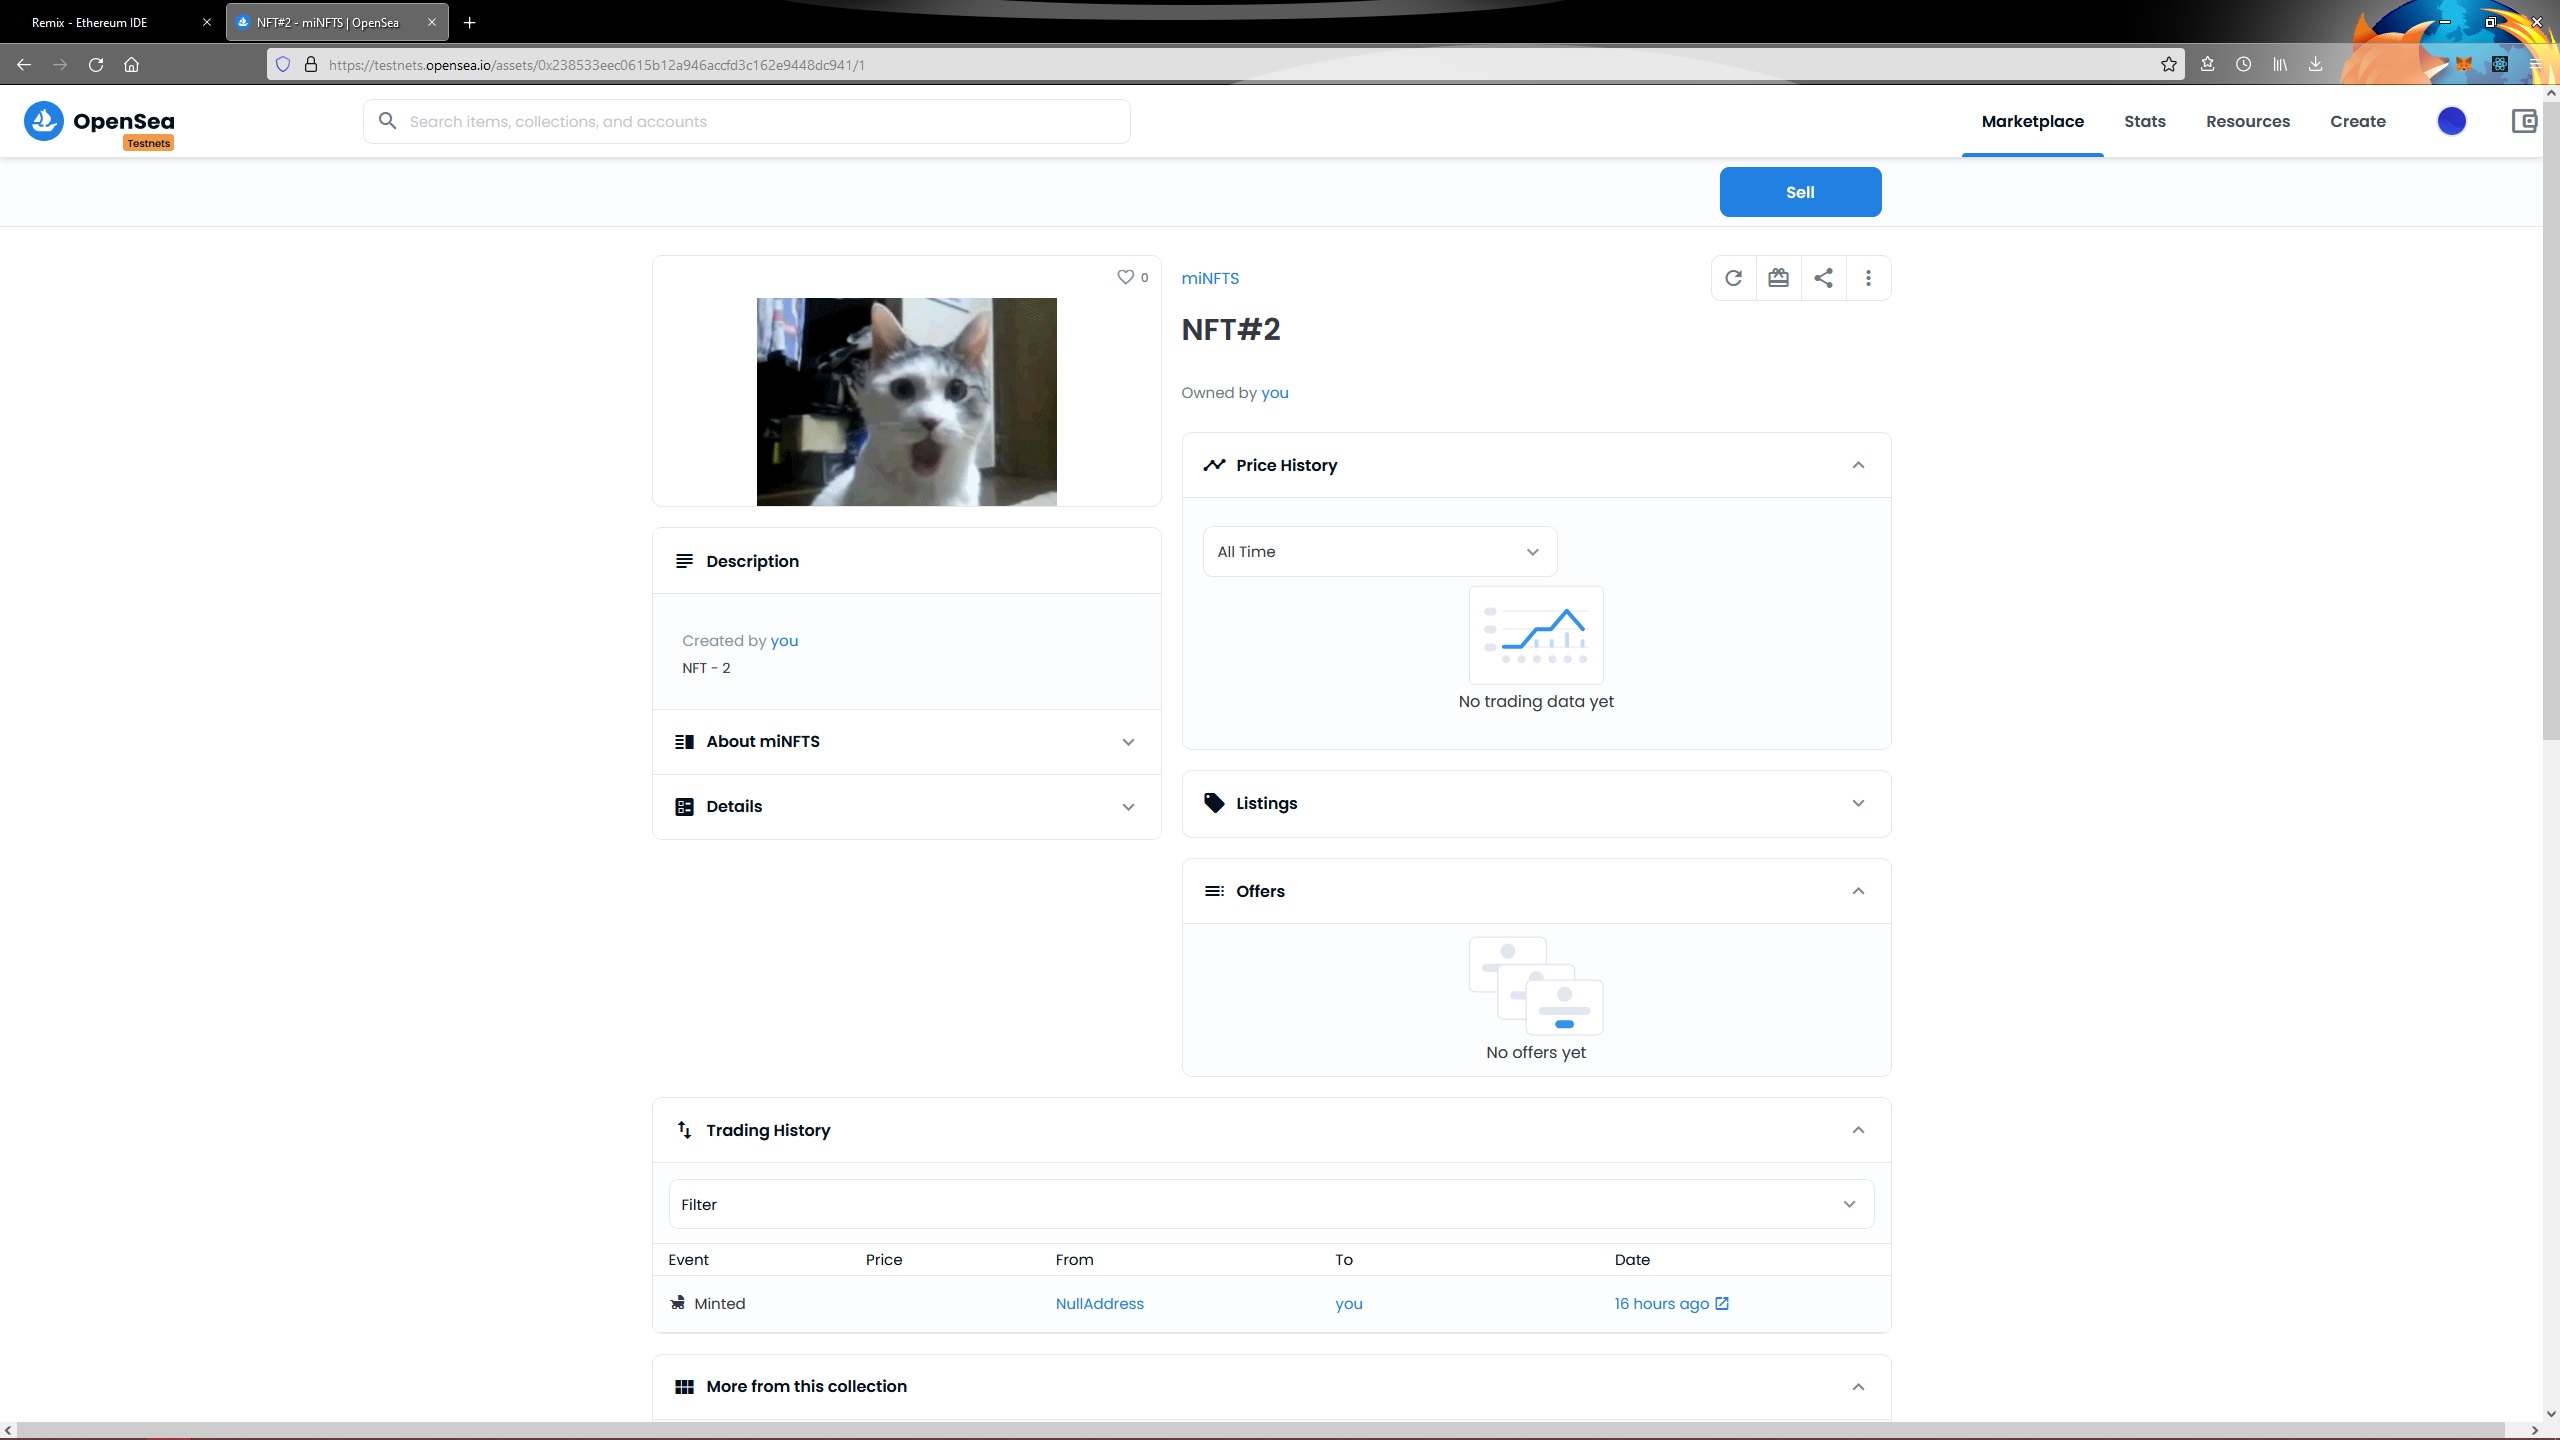 Remix - Ethereum IDE
NFT#2 - miNFTS | OpenSea
https://testnets.opensea.io/assets/0x238533eec0615b12a946accfd3c162e9448dc941/1
OpenSea
Testnets
Search items, collections, and accounts
Marketplace
Stats
Resources
Create
Sell
0
miNFTS
NFT#2
Owned by you
Price History
All Time
No trading data yet
Description
Created by you
NFT - 2
About miNFTS
Details
Listings
Offers
No offers yet
Trading History
Filter
Event Price From To Date
Minted NullAddress you 16 hours ago
More from this collection